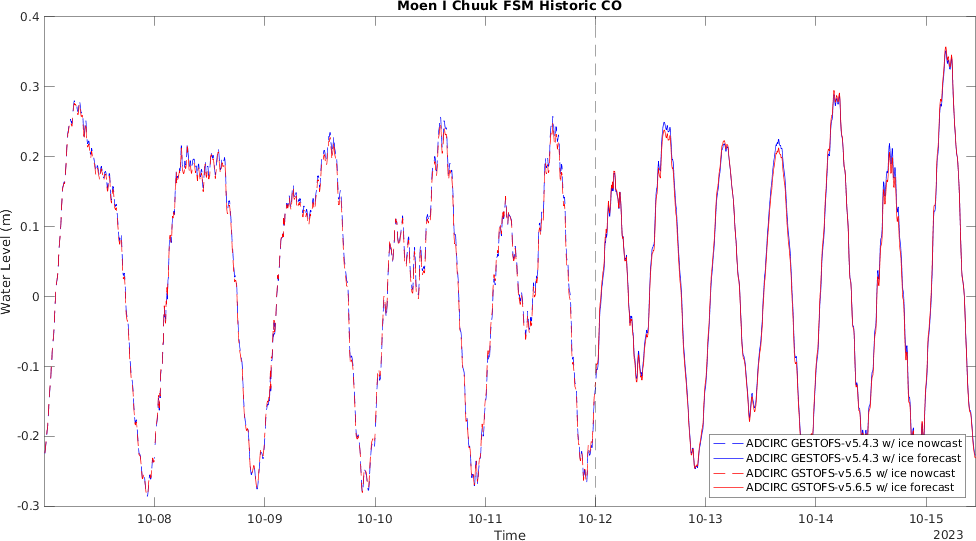 Moen I Chuuk FSM Historic CO
0.4
0.3
0.2
0.1
0
-0.1
-0.2
-0.3
Water Level (m)
ADCIRC GESTOFS-v5.4.3 w/ ice nowcast
ADCIRC GESTOFS-v5.4.3 w/ ice forecast
ADCIRC GSTOFS-v5.6.5 w/ ice nowcast
ADCIRC GSTOFS-v5.6.5 w/ ice forecast
10-08 10-09 10-10 10-11 10-12 10-13 10-14 10-15
Time
2023